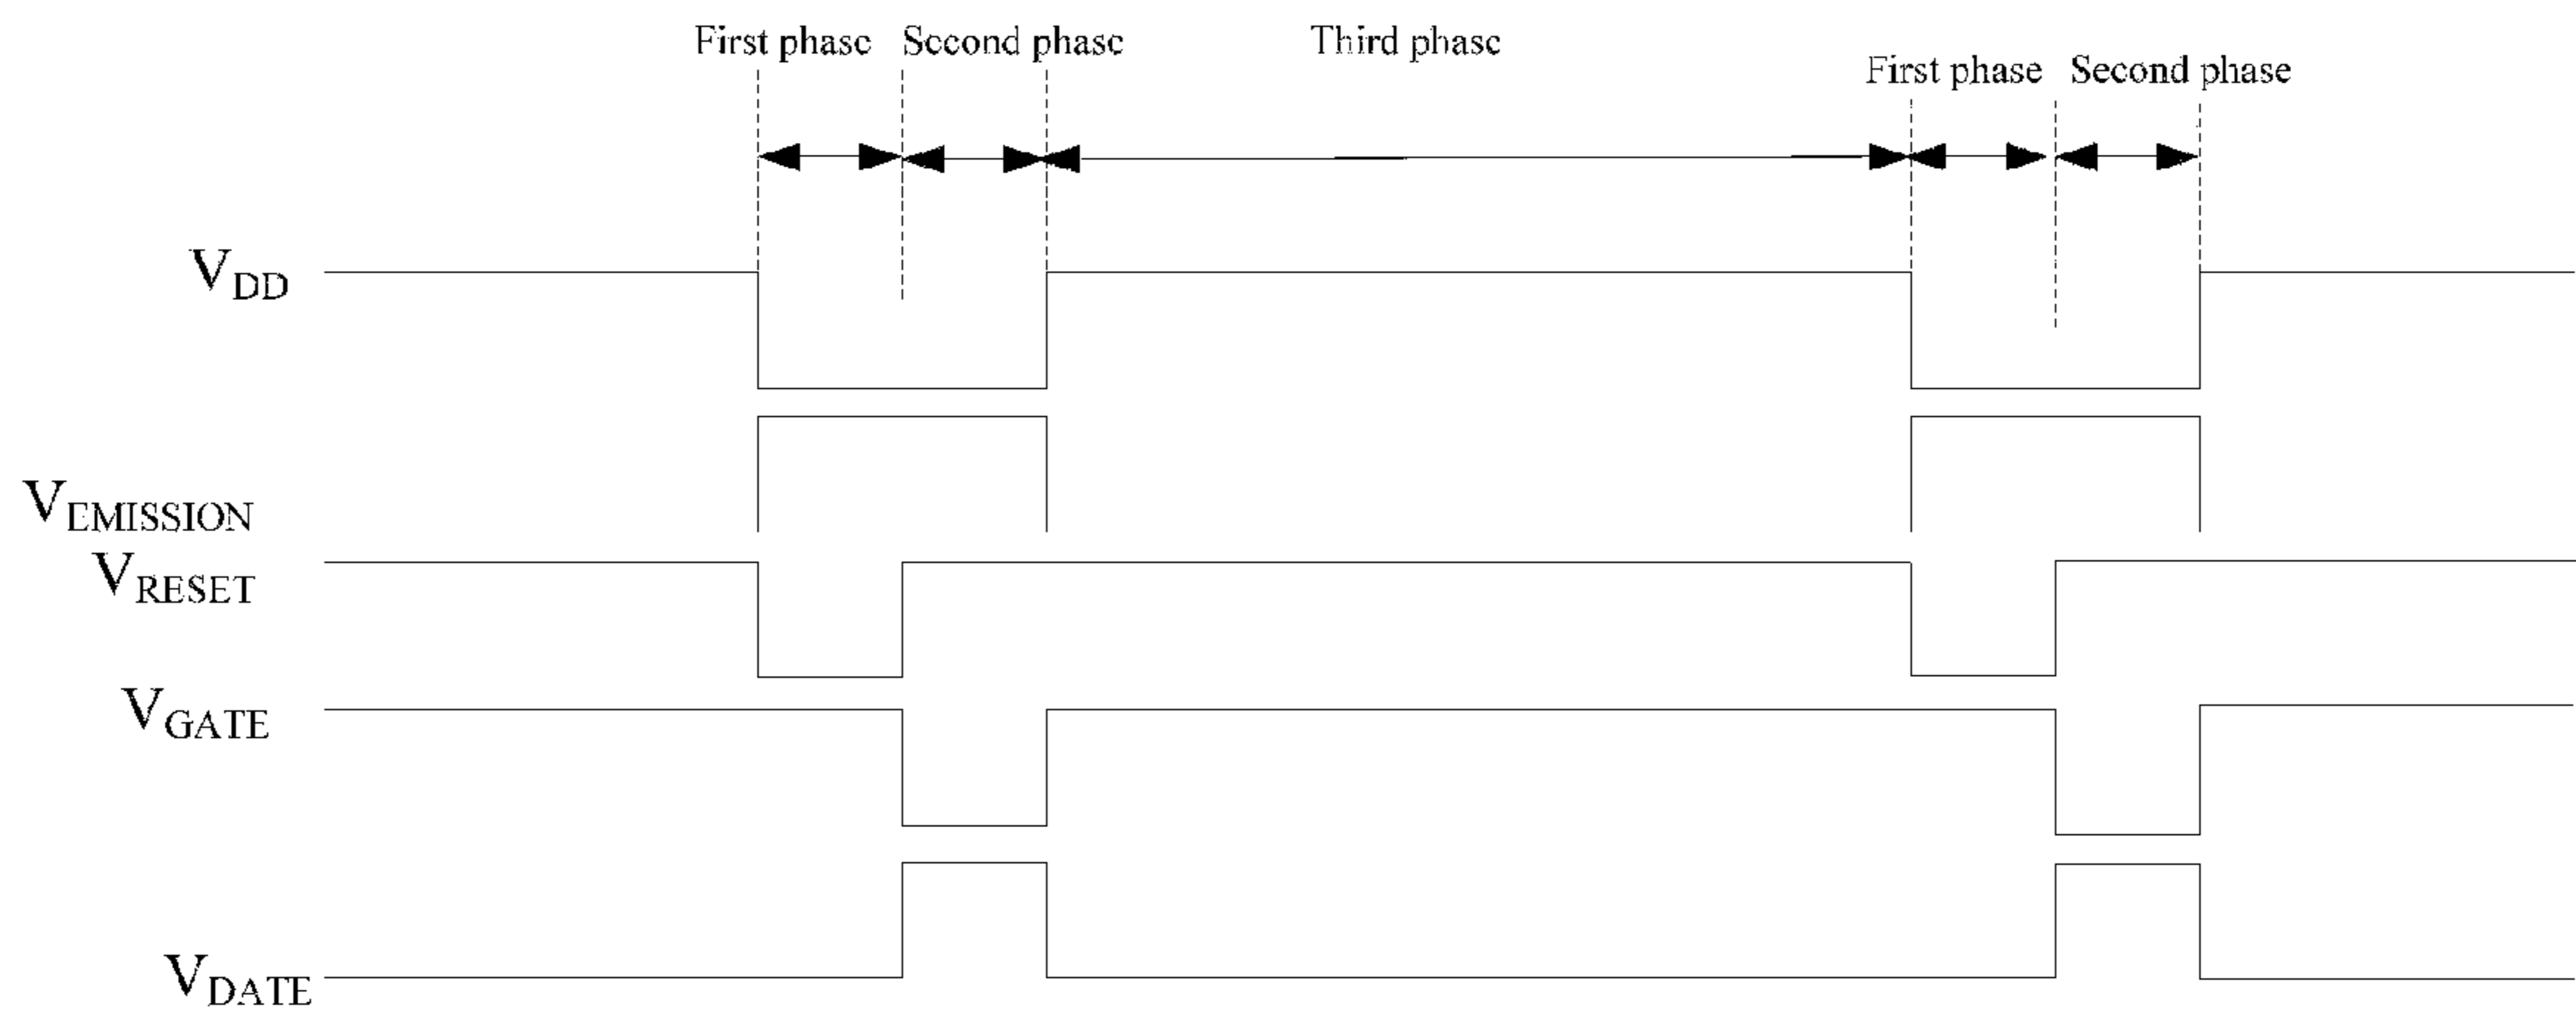 First phase Second phase Third phase
First phase Second phase
VDD
VEMISSION
VRESET
VGATE
VDATE